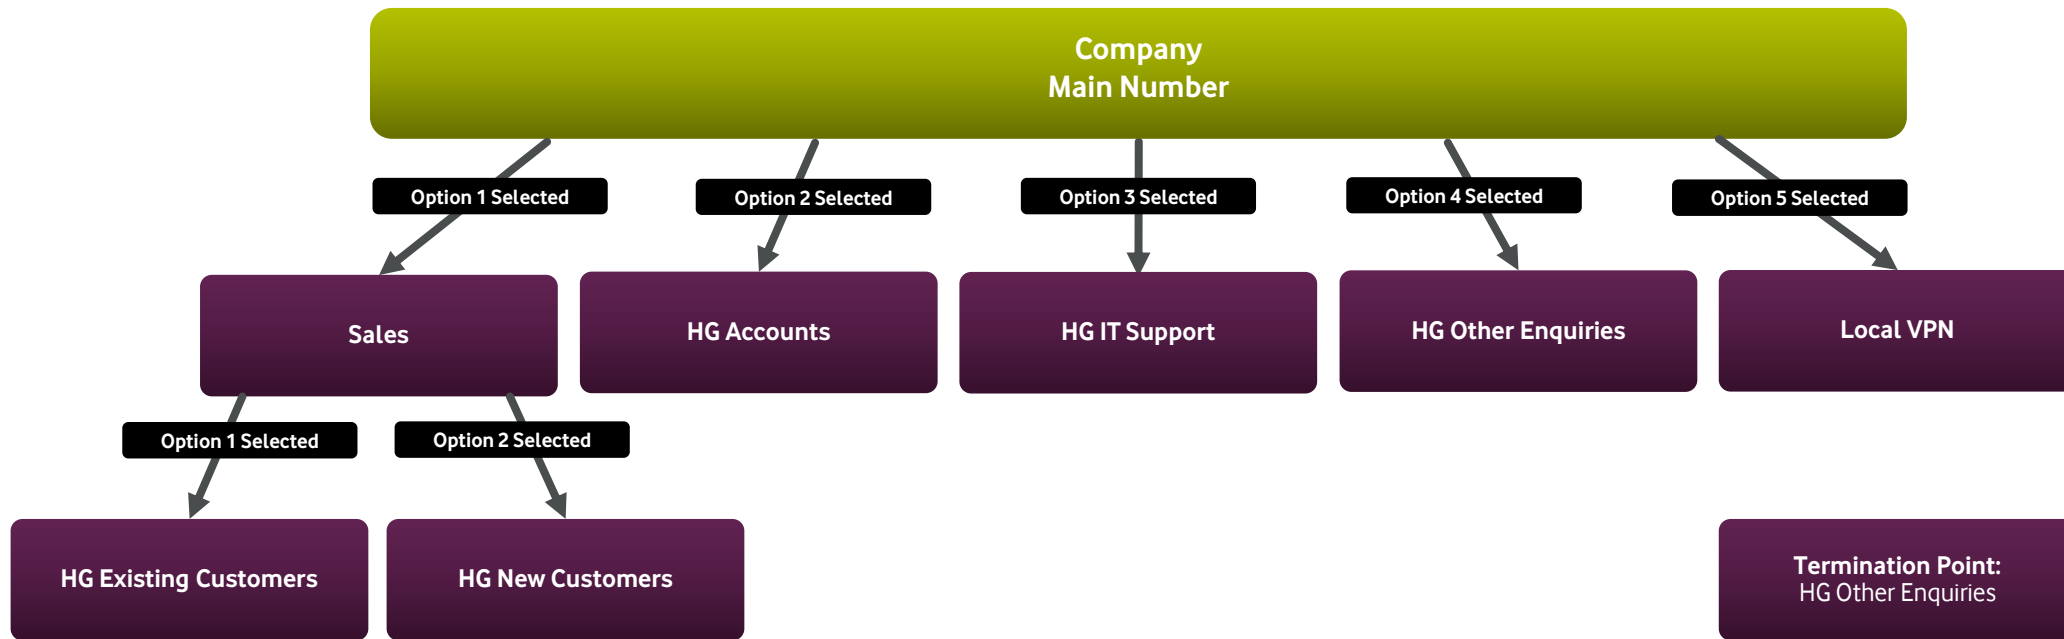 Company
Main Number
Option 1 Selected
Option 2 Selected
Option 3 Selected
Option 4 Selected
Option 5 Selected
Sales
HG Accounts
HG IT Support
HG Other Enquiries
Local VPN
Option 1 Selected
Option 2 Selected
HG Existing Customers
HG New Customers
Termination Point:
HG Other Enquiries